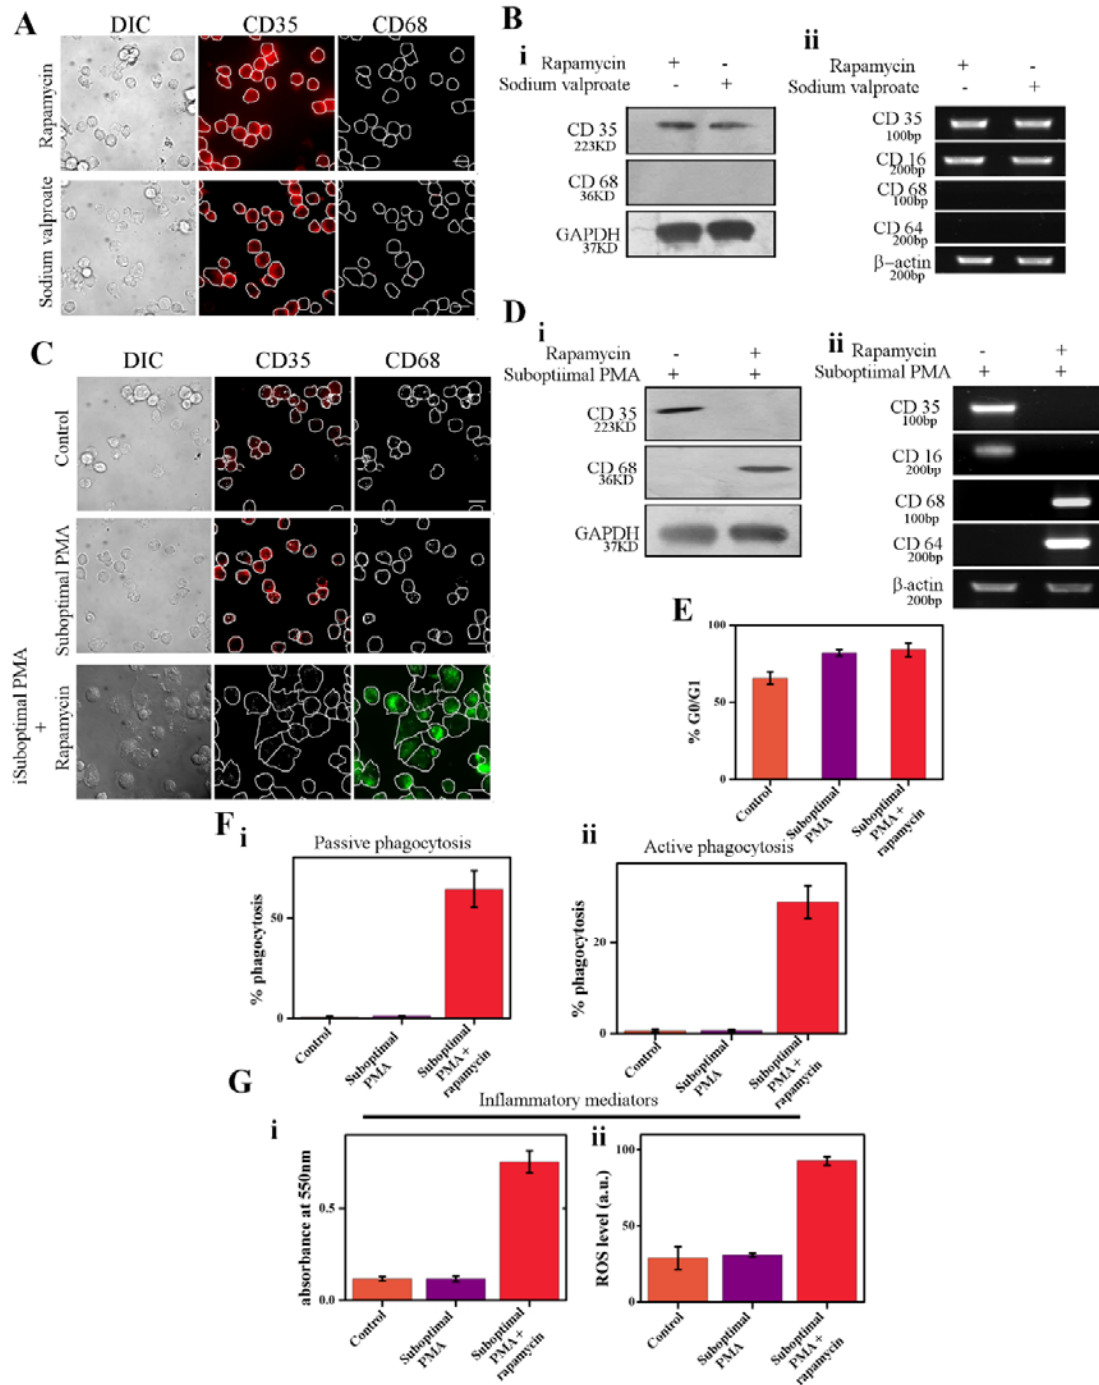 A
DIC CD35 CD68
Rapamycin
Sodium valproate
B
i
Rapamycin + -
Sodium valproate - +
CD 35
223KD
CD 68
36KD
GAPDH
37KD
ii
Rapamycin + -
Sodium valproate - +
CD 35
100bp
CD 16
200bp
CD 68
100bp
CD 64
200bp
β-actin
200bp
C
DIC CD35 CD68
Control
Suboptimal PMA
iSuboptimal PMA
+
Rapamycin
D
i
Rapamycin - +
Suboptiimal PMA + +
CD 35
223KD
CD 68
36KD
GAPDH
37KD
ii
Rapamycin - +
Suboptiimal PMA + +
CD 35
100bp
CD 16
200bp
CD 68
100bp
CD 64
200bp
β-actin
200bp
E
% G0/G1
100
50
0
Control
Suboptimal
PMA
Suboptimal
PMA+
rapamycin
F
i
Passive phagocytosis
% phagocytosis
50
0
Control
Suboptimal
PMA
Suboptimal
PMA+
rapamycin
ii
Active phagocytosis
% phagocytosis
20
0
Control
Suboptimal
PMA
Suboptimal
PMA+
rapamycin
G
Inflammatory mediators
i
absorbance at 550nm
0.5
0.0
Control
Suboptimal
PMA
Suboptimal
PMA+
rapamycin
ii
ROS level (a.u.)
100
50
0
Control
Suboptimal
PMA
Suboptimal
PMA+
rapamycin